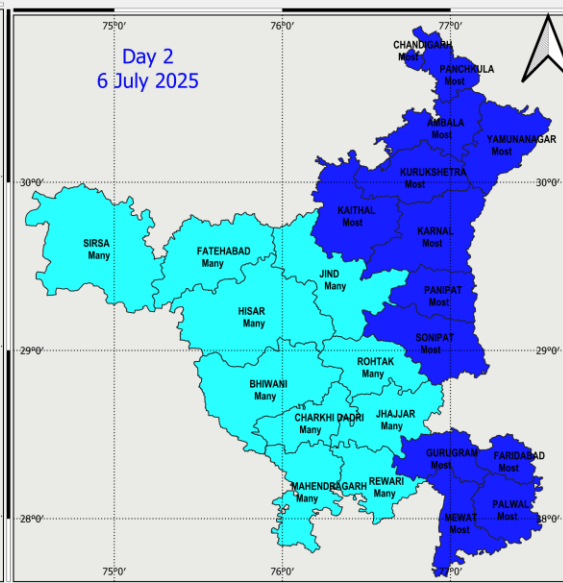 75°0'
76°0'
77°0'
Day 2
6 July 2025
CHANDIGARH
Most
PANCHKULA
Most
AMBALA
Most
YAMUNANAGAR
Most
KURUKSHETRA
Most
30°0'
30°0'
KAITHAL
Most
KARNAL
Most
SIRSA
Many
FATEHABAD
Many
JIND
Many
PANIPAT
Most
HISAR
Many
SONIPAT
Most
29°0'
29°0'
ROHTAK
Many
BHIWANI
Many
CHARKHI DADRI
Many
JHAJJAR
Many
GURUGRAM
Most
FARIDABAD
Most
MAHENDRAGARH
Many
REWARI
Many
PALWAL
Most
MEWAT
Most
28°0'
28°0'
75°0'
76°0'
77°0'